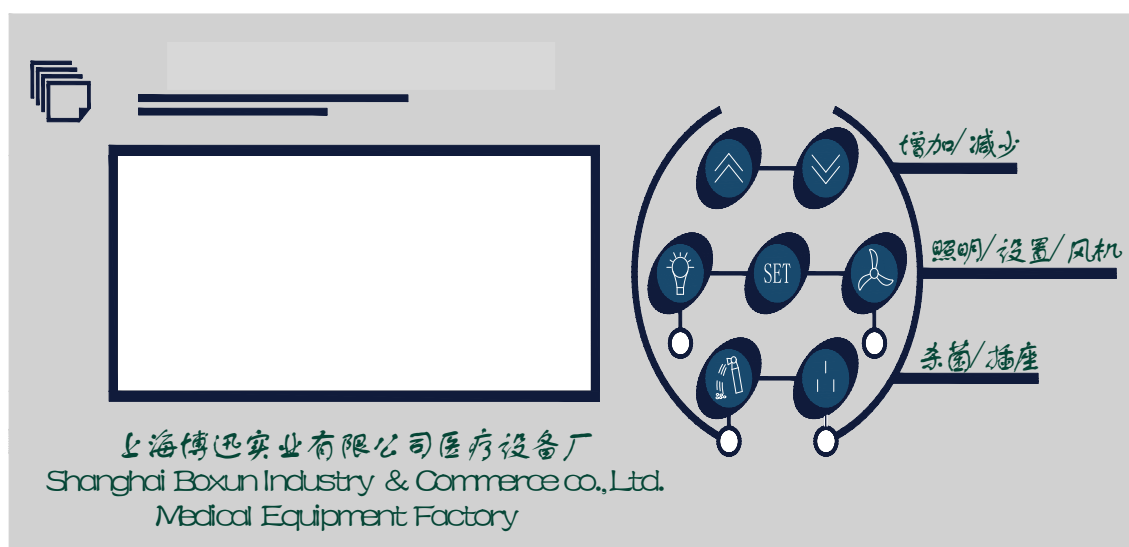 增加/减少
照明/设置/风机
SET
杀菌/插座
上海博迅实业有限公司医疗设备厂
Shanghai Boxun Industry & Commerce co.,Ltd.
Medical Equipment Factory